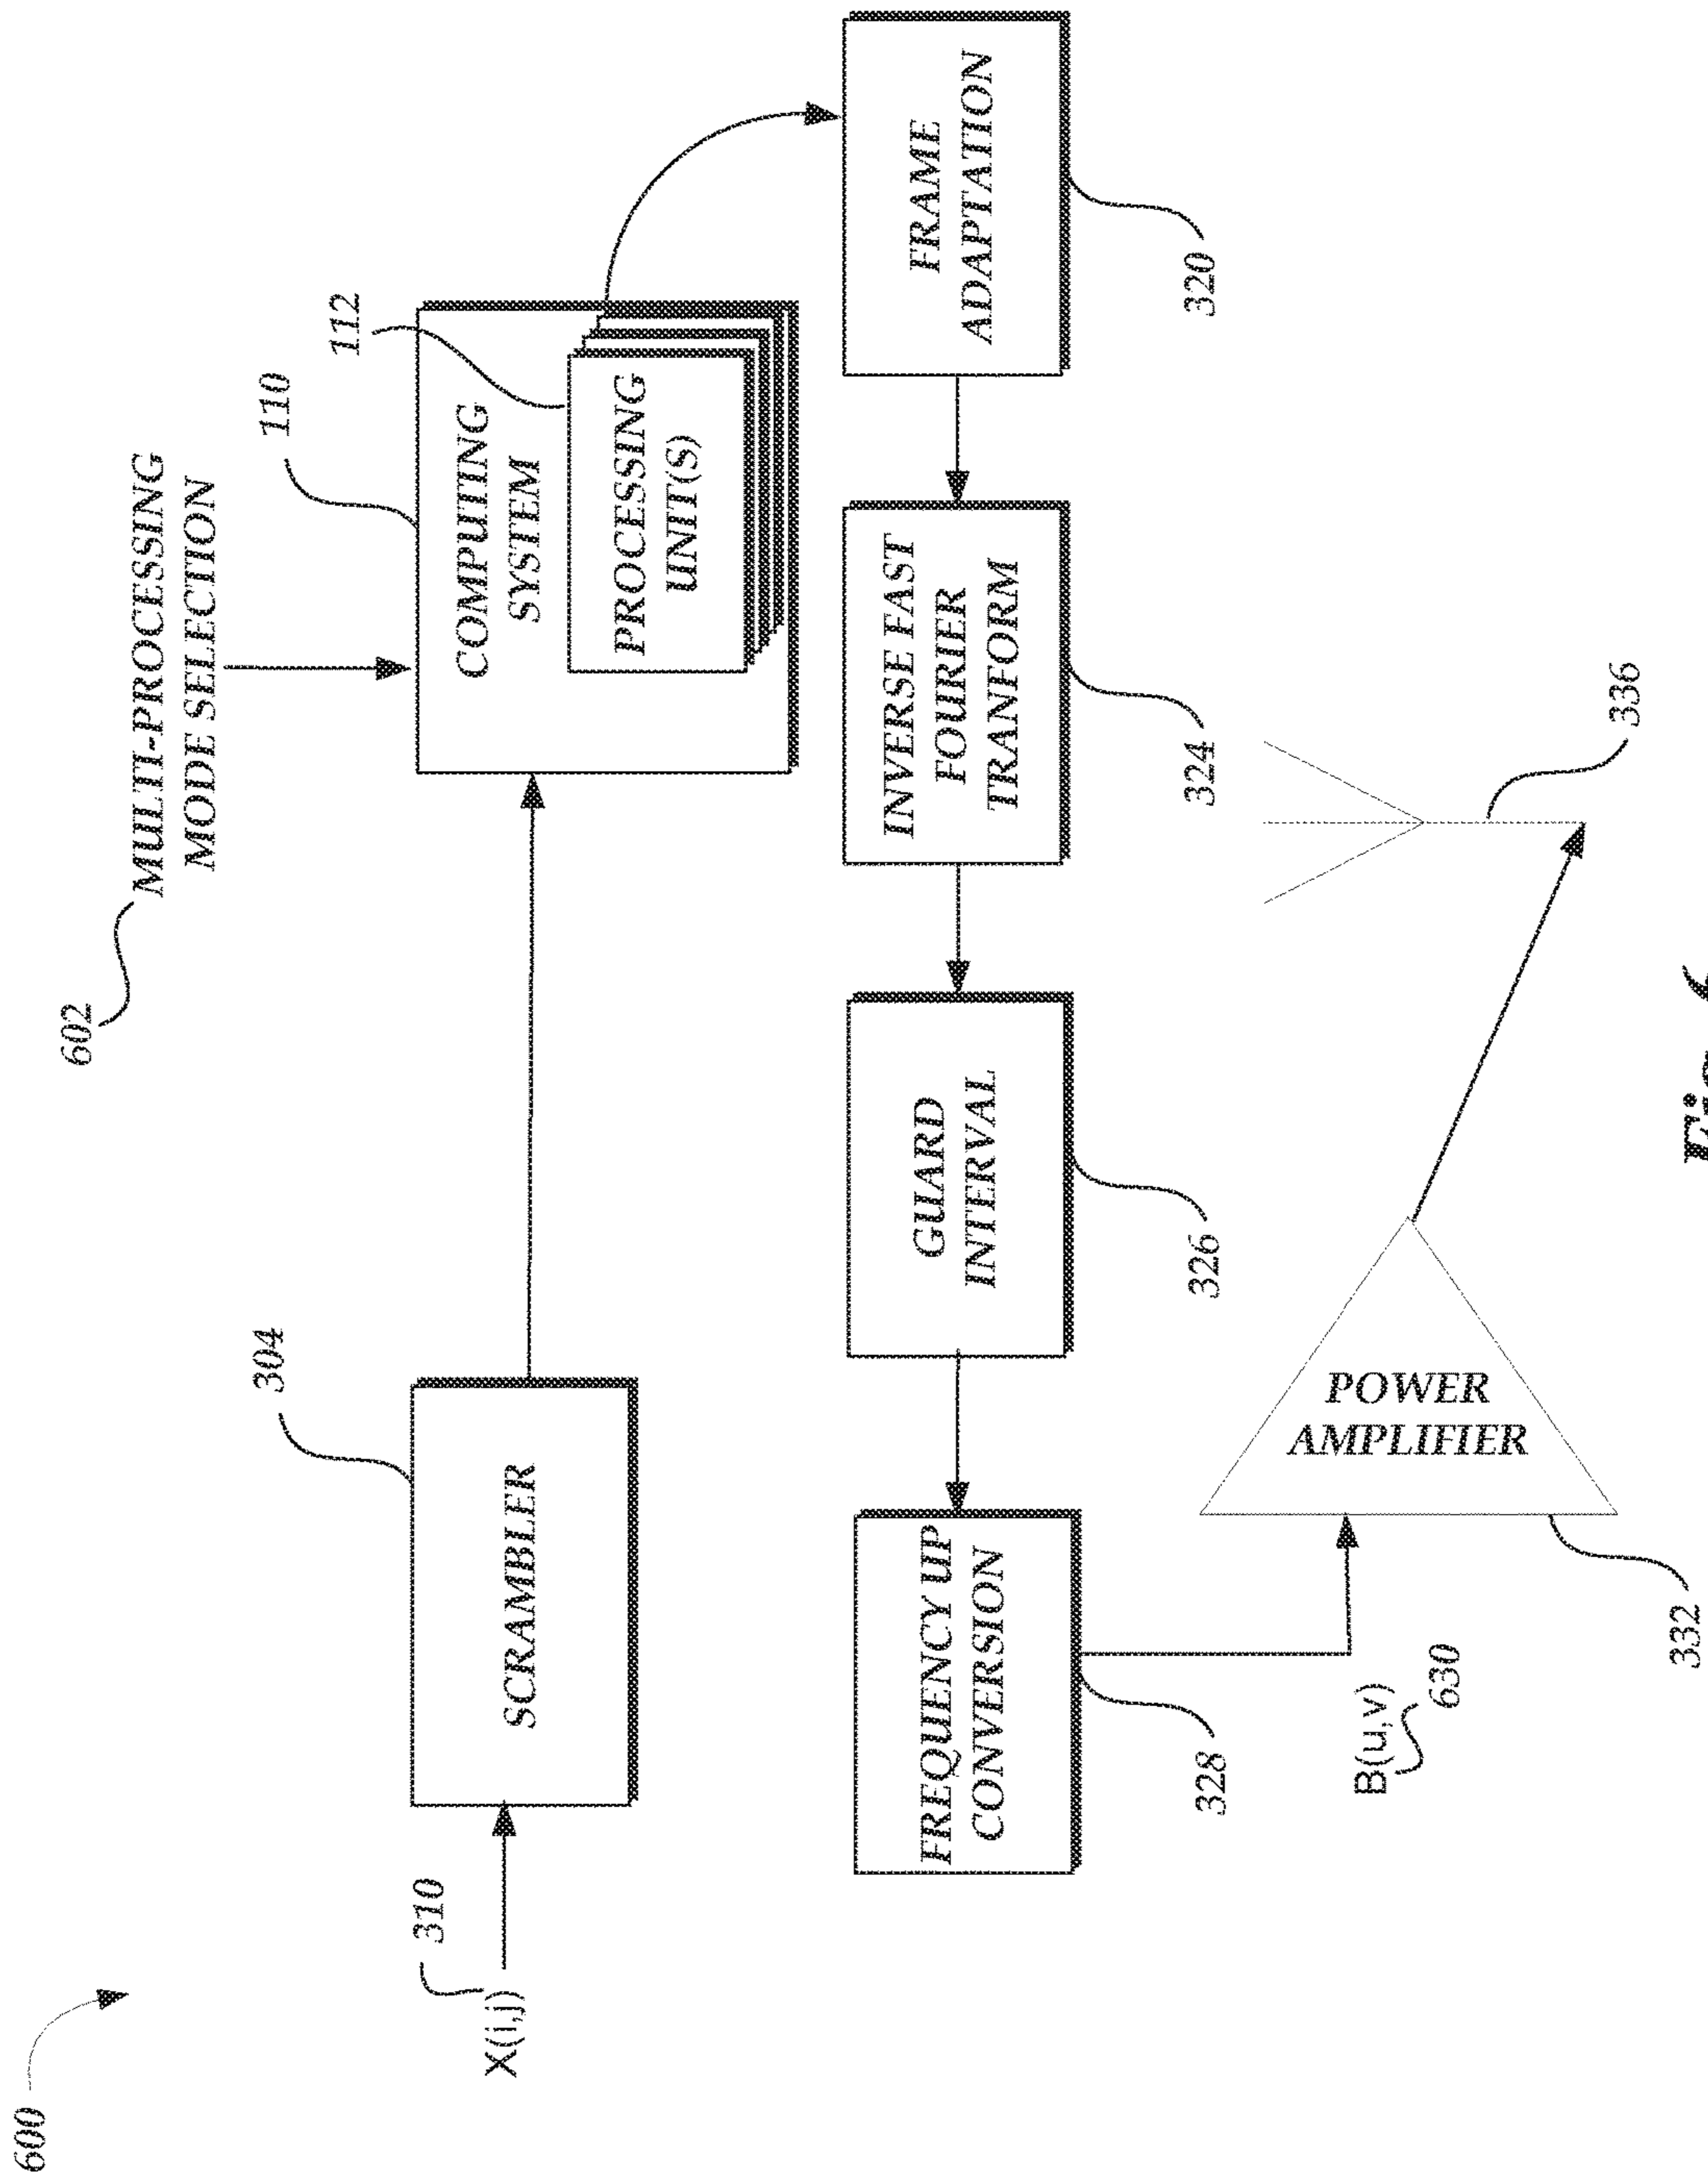 600
602
MULTI-PROCESSING
MODE SELECTION
X(i,j)
310
304
SCRAMBLER
110
COMPUTING
SYSTEM
112
PROCESSING
UNIT(S)
FRAME
ADAPTATION
320
INVERSE FAST
FOURIER
TRANFORM
324
GUARD
INTERVAL
326
FREQUENCY UP
CONVERSION
328
B(u,v)
630
POWER
AMPLIFIER
332
336